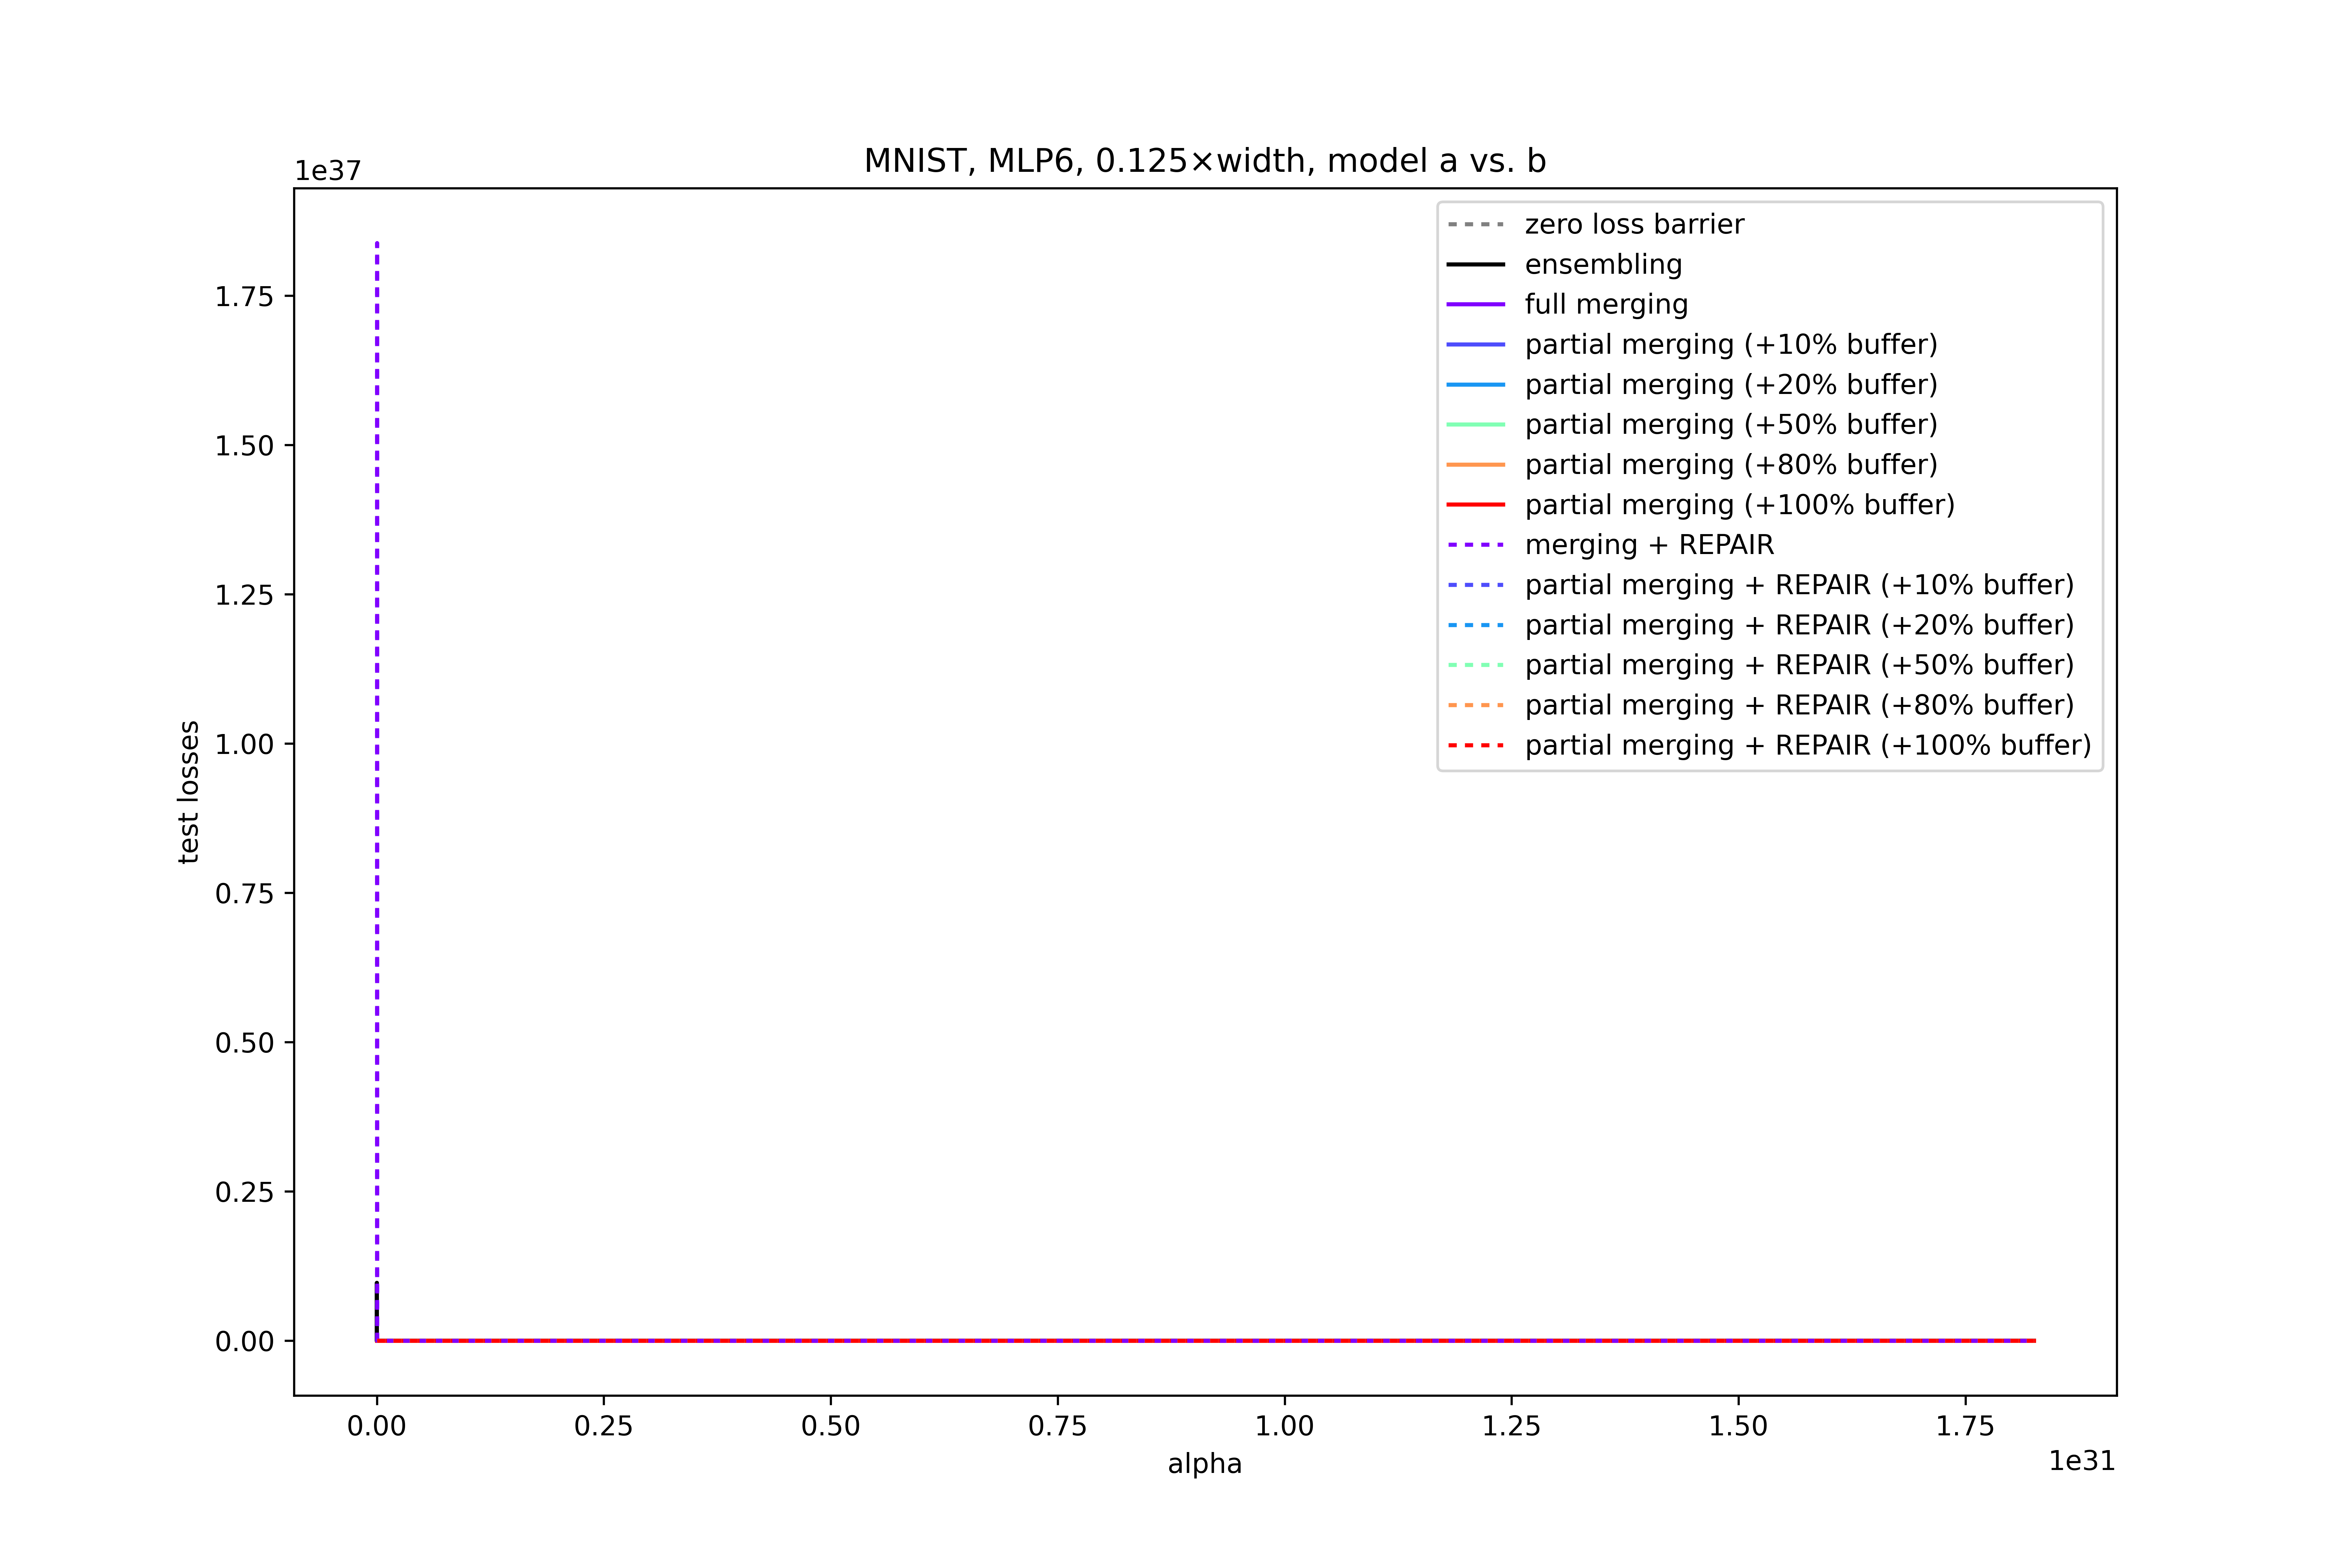 MNIST, MLP6, 0.125×width, model a vs. b
1e37
zero loss barrier
ensembling
full merging
partial merging (+10% buffer)
partial merging (+20% buffer)
partial merging (+50% buffer)
partial merging (+80% buffer)
partial merging (+100% buffer)
merging + REPAIR
partial merging + REPAIR (+10% buffer)
partial merging + REPAIR (+20% buffer)
partial merging + REPAIR (+50% buffer)
partial merging + REPAIR (+80% buffer)
partial merging + REPAIR (+100% buffer)
test losses
1.75
1.50
1.25
1.00
0.75
0.50
0.25
0.00
0.00 0.25 0.50 0.75 1.00 1.25 1.50 1.75
alpha
1e31